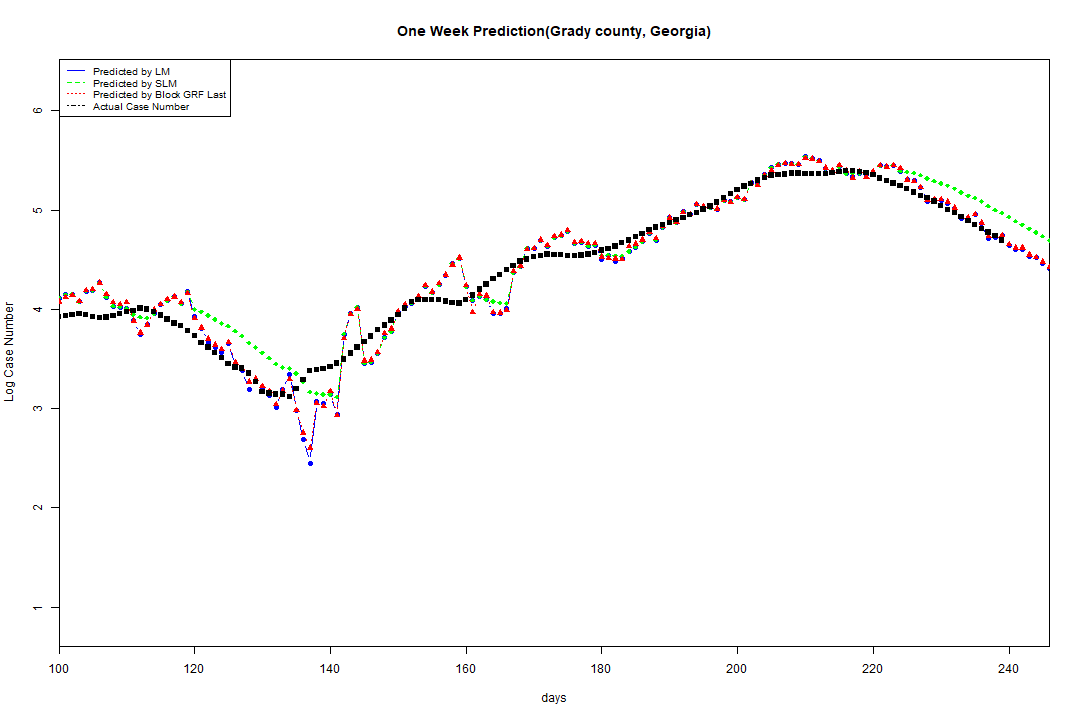 One Week Prediction(Grady county, Georgia)
Predicted by LM
Predicted by SLM
Predicted by Block GRF Last
Actual Case Number
6
5
4
3
2
1
Log Case Number
100 120 140 160 180 200 220 240
days